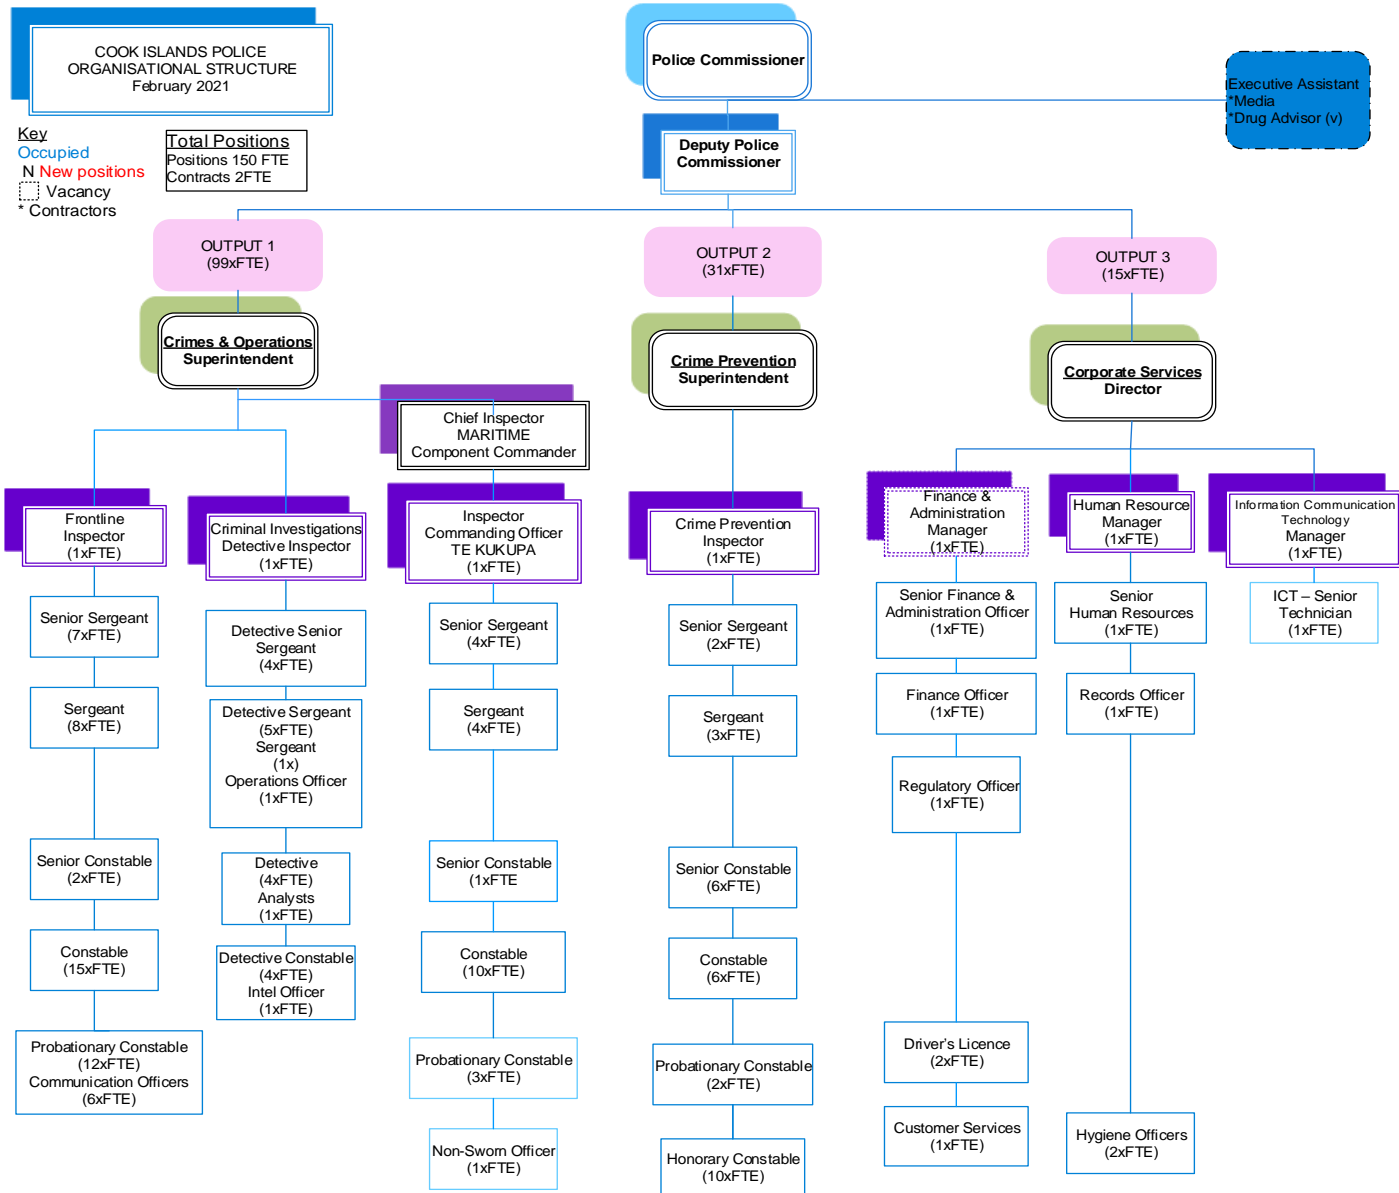 COOK ISLANDS POLICE
ORGANISATIONAL STRUCTURE
February 2021
Police Commissioner
Executive Assistant
*Media
*Drug Advisor (v)
Key
Occupied
N New positions
Vacancy
* Contractors
Total Positions
Positions 150 FTE
Contracts 2FTE
Deputy Police
Commissioner
OUTPUT 1
(99xFTE)
OUTPUT 2
(31xFTE)
OUTPUT 3
(15xFTE)
Crimes & Operations
Superintendent
Crime Prevention
Superintendent
Corporate Services
Director
Chief Inspector
MARITIME
Component Commander
Frontline
Inspector
(1xFTE)
Senior Sergeant
(7xFTE)
Sergeant
(8xFTE)
Senior Constable
(2xFTE)
Constable
(15xFTE)
Probationary Constable
(12xFTE)
Communication Officers
(6xFTE)
Criminal Investigations
Detective Inspector
(1xFTE)
Detective Senior
Sergeant
(4xFTE)
Detective Sergeant
(5xFTE)
Sergeant
(1x)
Operations Officer
(1xFTE)
Detective
(4xFTE)
Analysts
(1xFTE)
Detective Constable
(4xFTE)
Intel Officer
(1xFTE)
Inspector
Commanding Officer
TE KUKUPA
(1xFTE)
Senior Sergeant
(4xFTE)
Sergeant
(4xFTE)
Senior Constable
(1xFTE
Constable
(10xFTE)
Probationary Constable
(3xFTE)
Non-Sworn Officer
(1xFTE)
Crime Prevention
Inspector
(1xFTE)
Senior Sergeant
(2xFTE)
Sergeant
(3xFTE)
Senior Constable
(6xFTE)
Constable
(6xFTE)
Probationary Constable
(2xFTE)
Honorary Constable
(10xFTE)
Finance &
Administration
Manager
(1xFTE)
Senior Finance &
Administration Officer
(1xFTE)
Finance Officer
(1xFTE)
Regulatory Officer
(1xFTE)
Driver's Licence
(2xFTE)
Customer Services
(1xFTE)
Human Resource
Manager
(1xFTE)
Senior
Human Resources
(1xFTE)
Records Officer
(1xFTE)
Hygiene Officers
(2xFTE)
Information Communication
Technology
Manager
(1xFTE)
ICT – Senior
Technician
(1xFTE)